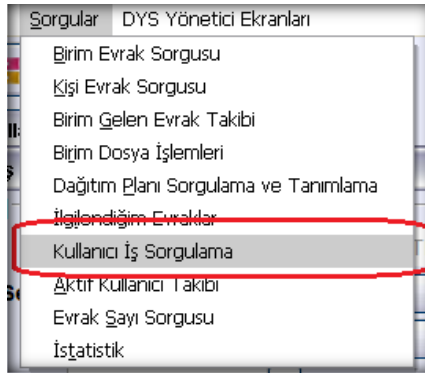 Sorgular DYS Yönetici Ekranları
Birim Evrak Sorgusu
Kişi Evrak Sorgusu
Birim Gelen Evrak Takibi
Birim Dosya İşlemleri
Dağıtım Planı Sorgulama ve Tanımlama
İlgilendiğim Evraklar
Kullanıcı İş Sorgulama
Aktif Kullanıcı Takibi
Evrak Sayı Sorgusu
İstatistik